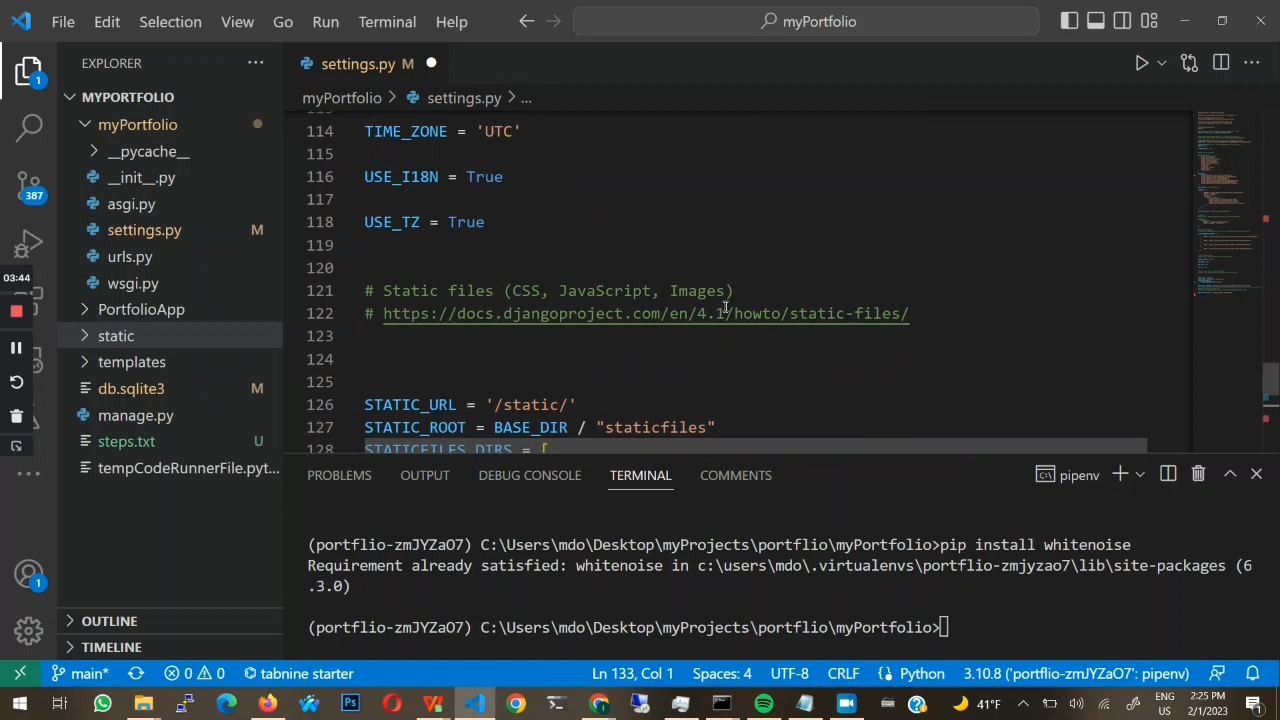 File Edit Selection View Go Run Terminal Help myPortfolio
EXPLORER
settings.py M
MYPORTFOLIO
myPortfolio > settings.py > ...
1
myPortfolio
__pycache__
__init__.py
asgi.py
387
settings.py M
urls.py
wsgi.py
03:44
PortfolioApp
static
templates
db.sqlite3 M
manage.py
steps.txt U
tempCodeRunnerFile.pyt...
114 TIME_ZONE = 'UTC'
115
116 USE_I18N = True
117
118 USE_TZ = True
119
120
121 # Static files (CSS, JavaScript, Images)
122 # https://docs.djangoproject.com/en/4.1/howto/static-files/
123
124
125
126 STATIC_URL = '/static/'
127 STATIC_ROOT = BASE_DIR / "staticfiles"
128 STATICFILES_DIRS = [
PROBLEMS OUTPUT DEBUG CONSOLE TERMINAL COMMENTS pipenv
(portflio-zmJYZaO7) C:\Users\mdo\Desktop\myProjects\portflio\myPortfolio>pip install whitenoise
Requirement already satisfied: whitenoise in c:\users\mdo\.virtualenvs\portflio-zmjyzao7\lib\site-packages (6
.3.0)
(portflio-zmJYZaO7) C:\Users\mdo\Desktop\myProjects\portflio\myPortfolio>
1
OUTLINE
TIMELINE
main* 0 0 tabnine starter Ln 133, Col 1 Spaces: 4 UTF-8 CRLF Python 3.10.8 ('portflio-zmJYZaO7': pipenv)
41°F ENG 2:25 PM
US 2/1/2023